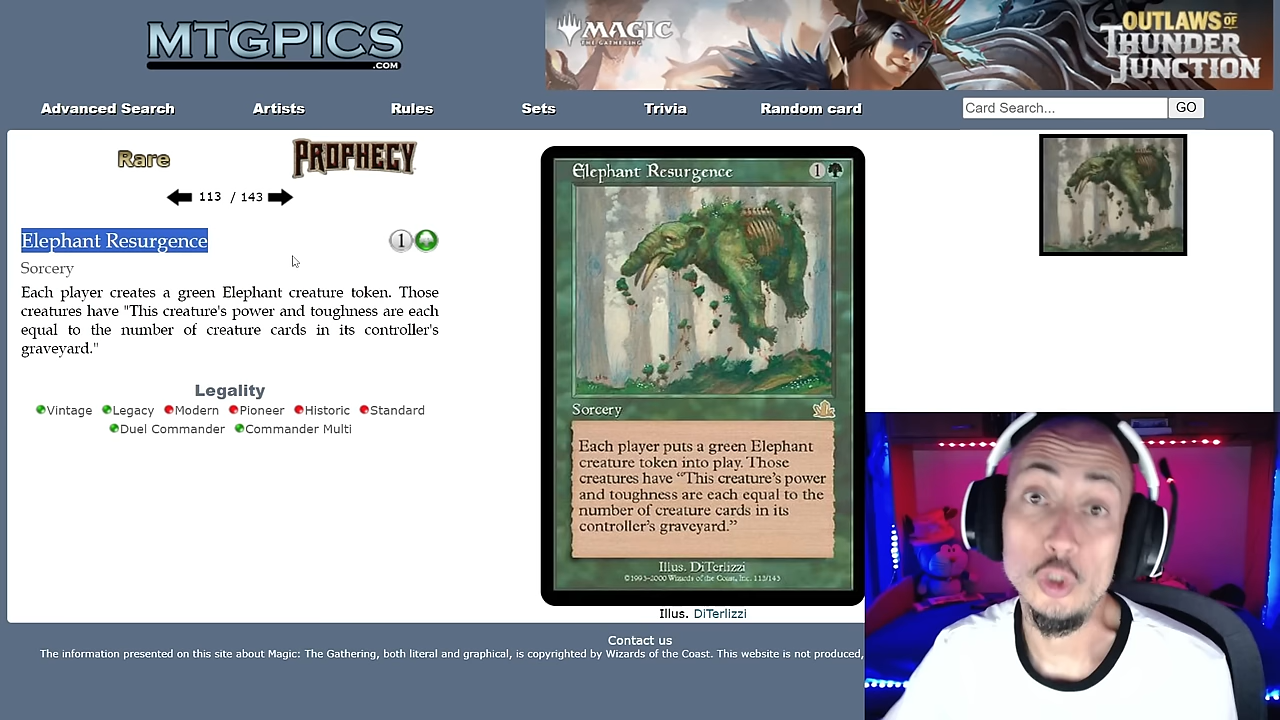 MTGPICS
.COM
MAGIC
THE GATHERING
OUTLAWS OF
THUNDER
JUNCTION
Advanced Search
Artists
Rules
Sets
Trivia
Random card
Card Search...
GO
Rare
PROPHECY
113 / 143
Elephant Resurgence
1
Sorcery
Each player creates a green Elephant creature token. Those
creatures have "This creature's power and toughness are each
equal to the number of creature cards in its controller's
graveyard."
Legality
Vintage Legacy Modern Pioneer Historic Standard
Duel Commander Commander Multi
Elephant Resurgence
1
Sorcery
Each player puts a green Elephant
creature token into play. Those
creatures have “This creature’s power
and toughness are each equal to the
number of creature cards in its
controller’s graveyard.”
Illus. DiTerlizzi
©1993–2000 Wizards of the Coast, Inc. 113/143
Illus. DiTerlizzi
Contact us
The information presented on this site about Magic: The Gathering, both literal and graphical, is copyrighted by Wizards of the Coast. This website is not produced,